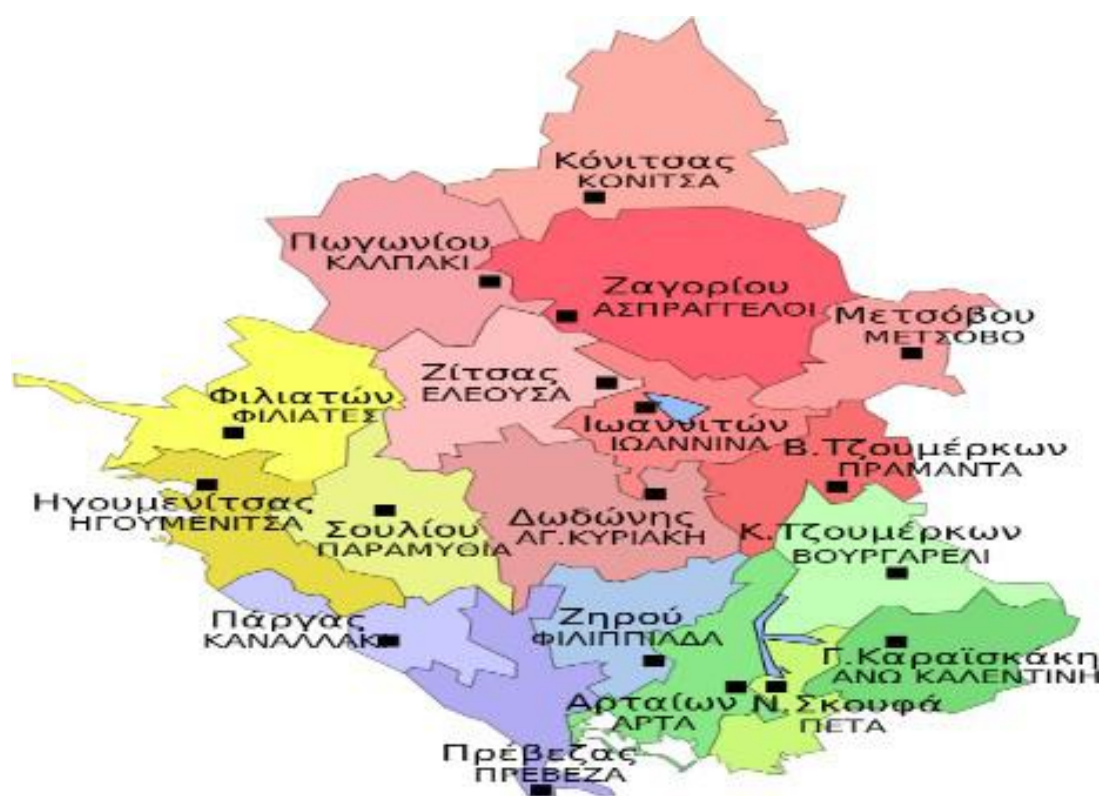 Κόνιτσας
ΚΟΝΙΤΣΑ
Πωγωνίου
ΚΑΛΠΑΚΙ
Ζαγορίου
ΑΣΠΡΑΓΓΕΛΟΙ
Μετσόβου
ΜΕΤΣΟΒΟ
Ζίτσας
ΕΛΕΟΥΣΑ
Φιλιατών
ΦΙΛΙΑΤΕΣ
Ιωαννιτών
ΙΩΑΝΝΙΝΑ
Β.Τζουμέρκων
ΠΡΑΜΑΝΤΑ
Ηγουμενίτσας
ΗΓΟΥΜΕΝΙΤΣΑ
Σουλίου
ΠΑΡΑΜΥΘΙΑ
Δωδώνης
ΑΓ.ΚΥΡΙΑΚΗ
Κ.Τζουμέρκων
ΒΟΥΡΓΑΡΕΛΙ
Πάργας
ΚΑΝΑΛΛΑΚΙ
Ζηρού
ΦΙΛΙΠΠΙΑΔΑ
Γ.Καραϊσκάκη
ΑΝΩ ΚΑΛΕΝΤΙΝΗ
Αρταίων
ΑΡΤΑ
Ν.Σκουφά
ΠΕΤΑ
Πρέβεζας
ΠΡΕΒΕΖΑ